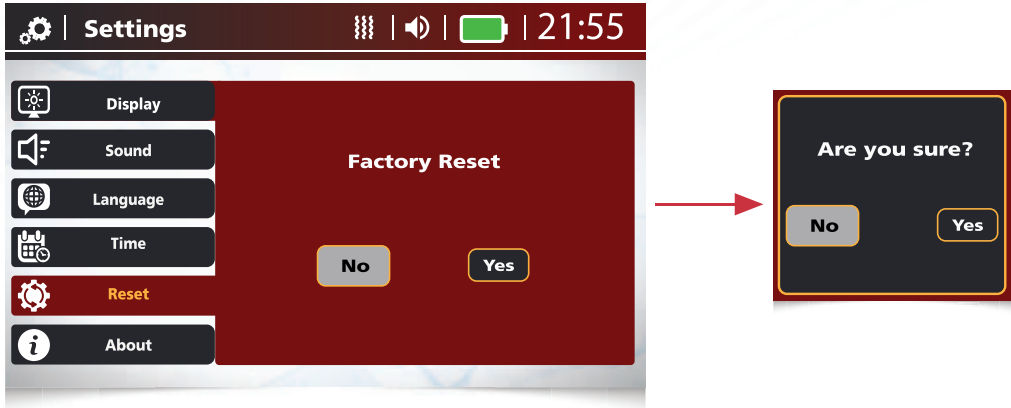 Settings
21:55
Display
Sound
Language
Time
Reset
About
Factory Reset
No
Yes
Are you sure?
No
Yes